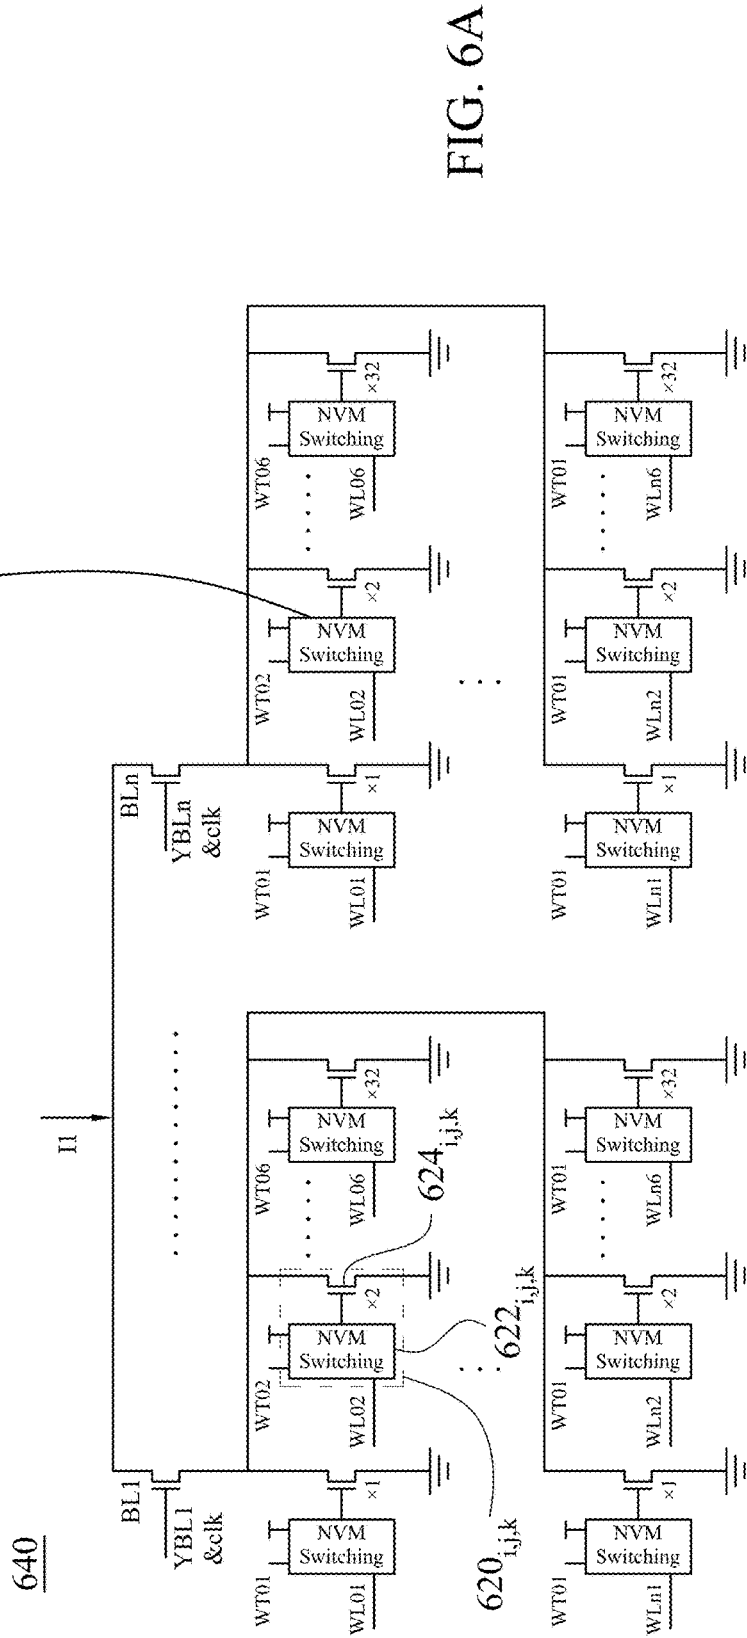 640
I1
BL1
YBL1
&clk
BLn
YBLn
&clk
WT01
NVM
Switching
WL01
×1
WT02
NVM
Switching
WL02
×2
WT06
NVM
Switching
WL06
×32
WT01
NVM
Switching
WL01
×1
WT02
NVM
Switching
WL02
×2
WT06
NVM
Switching
WL06
×32
620i,j,k
622i,j,k
624i,j,k
WT01
NVM
Switching
WLn1
×1
WT01
NVM
Switching
WLn2
×2
WT01
NVM
Switching
WLn6
×32
WT01
NVM
Switching
WLn1
×1
WT01
NVM
Switching
WLn2
×2
WT01
NVM
Switching
WLn6
×32
FIG. 6A